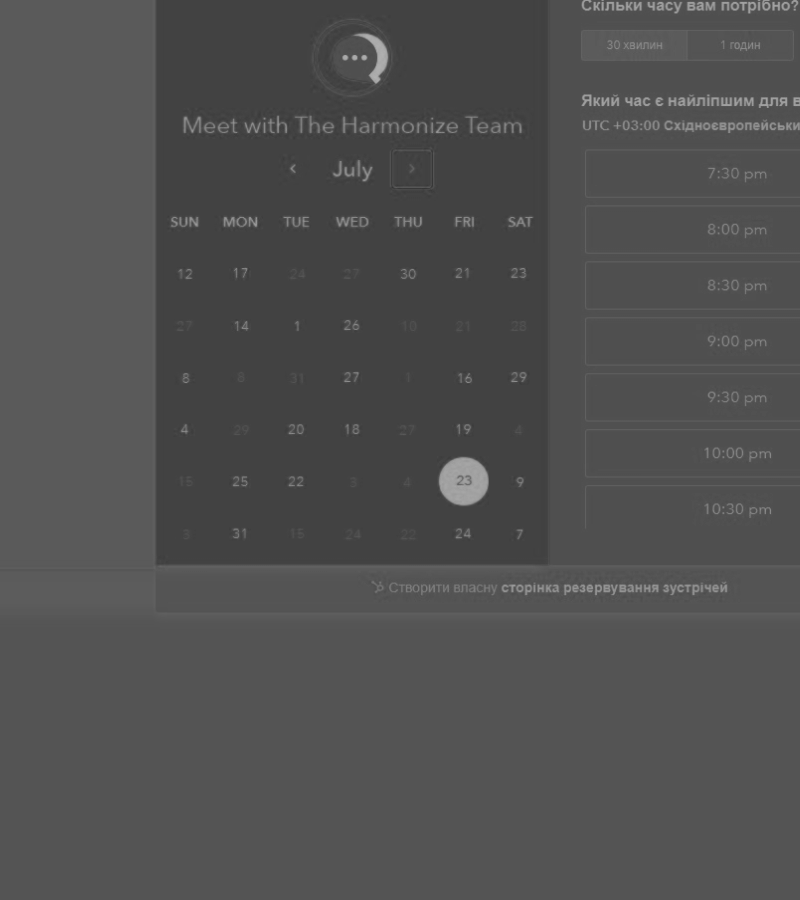 Meet with The Harmonize Team
July
SUN MON TUE WED THU FRI SAT
12 17 24 27 30 21 23
27 14 1 26 10 21 28
8 8 31 27 1 16 29
4 29 20 18 27 19 4
15 25 22 3 4 23 9
3 31 15 24 22 24 7
Скільки часу вам потрібно?
30 хвилин 1 годин
Який час є найліпшим для в
UTC +03:00 Східноєвропейськи
7:30 pm
8:00 pm
8:30 pm
9:00 pm
9:30 pm
10:00 pm
10:30 pm
Створити власну сторінка резервування зустрічей